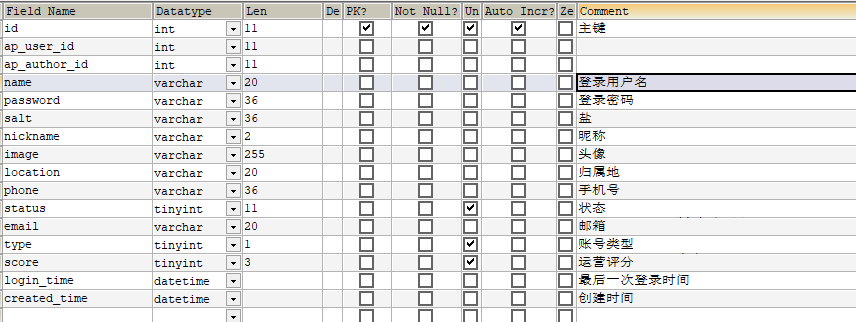 Field Name Datatype Len De PK? Not Null? Un Auto Incr? Ze Comment
id int 11 主键
ap_user_id int 11
ap_author_id int 11
name varchar 20 登录用户名
password varchar 36 登录密码
salt varchar 36 盐
nickname varchar 2 昵称
image varchar 255 头像
location varchar 20 归属地
phone varchar 36 手机号
status tinyint 11 状态
email varchar 20 邮箱
type tinyint 1 账号类型
score tinyint 3 运营评分
login_time datetime 最后一次登录时间
created_time datetime 创建时间